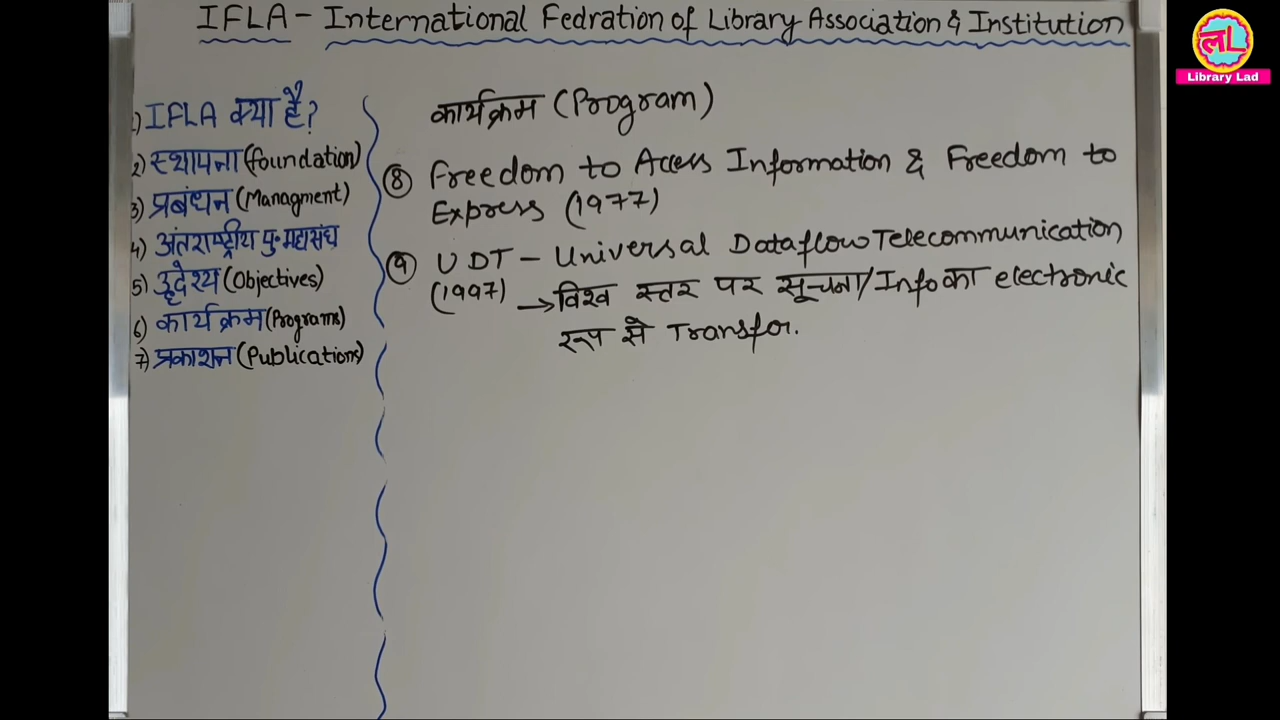 IFLA - International Fedration of Library Association & Institution
लL
Library Lad
1) IFLA क्या है?
2) स्थापना (foundation)
3) प्रबंधन (Managment)
4) अंतराष्ट्रीय पु॰ महासंघ
5) उद्देश्य (Objectives)
6) कार्यक्रम (Programs)
7) प्रकाशन (Publications)
कार्यक्रम (Program)
8 Freedom to Access Information & Freedom to
Express (1977)
9 UDT - Universal Dataflow Telecommunication
(1997) → विश्व स्तर पर सूचना/Info का electronic
रूप से Transfor.